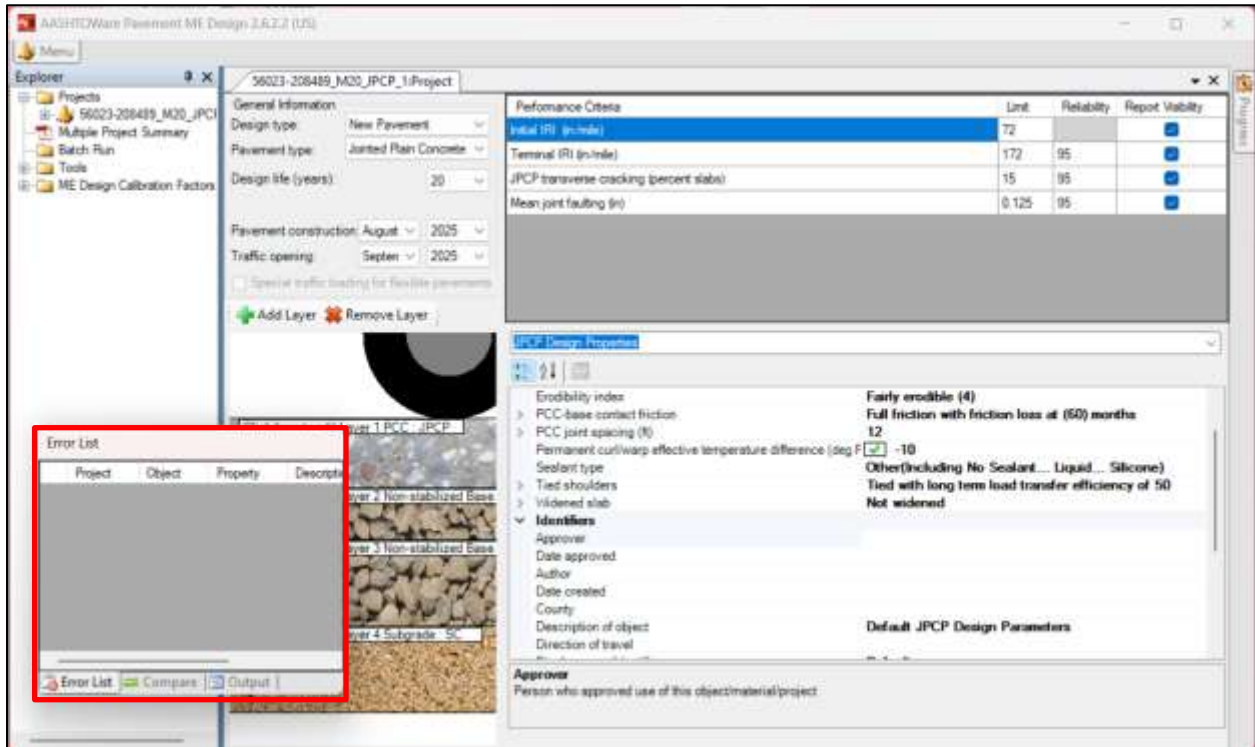 AASHTOWare Pavement ME Design 2.6.2.2 (US)
Menu
Explorer
Projects
56023-208489_M20_JPCP
Multiple Project Summary
Batch Run
Tools
ME Design Calibration Factors
56023-208489_M20_JPCP_1:Project
General Information
Design type: New Pavement
Pavement type: Jointed Plain Concrete
Design life (years): 20
Pavement construction: August 2025
Traffic opening: Septem 2025
Special traffic loading for flexible pavements
Add Layer Remove Layer
Layer 1 PCC : JPCP
ayer 2 Non-stabilized Base
ayer 3 Non-stabilized Base
ayer 4 Subgrade : SC
Performance Criteria Limit Reliability Report Visibility
Initial IRI (in/mile) 72
Terminal IRI (in/mile) 172 95
JPCP transverse cracking (percent slabs) 15 95
Mean joint faulting (in) 0.125 95
JPCP Design Properties
Erodibility index Fairly erodible (4)
PCC-base contact friction Full friction with friction loss at (60) months
PCC joint spacing (ft) 12
Permanent curl/warp effective temperature difference (deg F -10
Sealant type Other(Including No Sealant... Liquid... Silicone)
Tied shoulders Tied with long term load transfer efficiency of 50
Widened slab Not widened
Identifiers
Approver
Date approved
Author
Date created
County
Description of object Default JPCP Design Parameters
Direction of travel
Approver
Person who approved use of this object/material/project
Error List
Project Object Property Descripti
Error List Compare Output